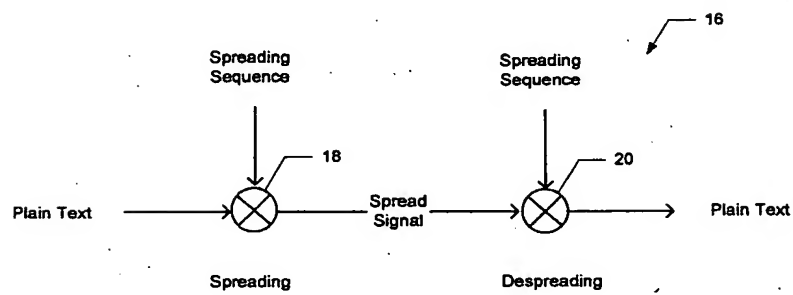 16
Spreading
Sequence
Spreading
Sequence
18
20
Plain Text
Spread
Signal
Plain Text
Spreading
Despreading